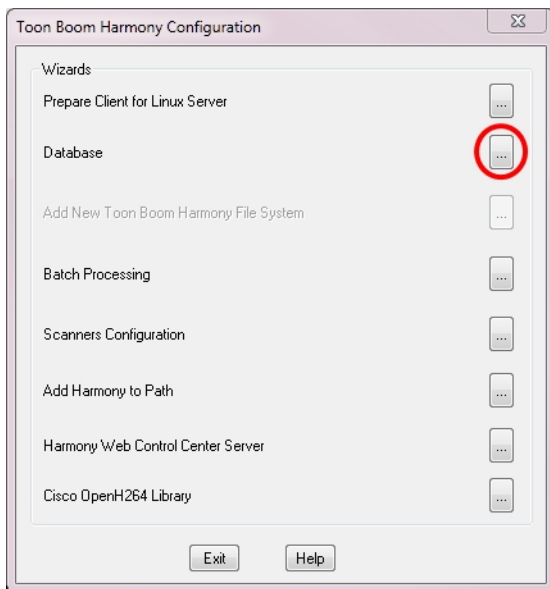 Toon Boom Harmony Configuration
Wizards
Prepare Client for Linux Server
...
Database
...
Add New Toon Boom Harmony File System
...
Batch Processing
...
Scanners Configuration
...
Add Harmony to Path
...
Harmony Web Control Center Server
...
Cisco OpenH264 Library
...
Exit Help